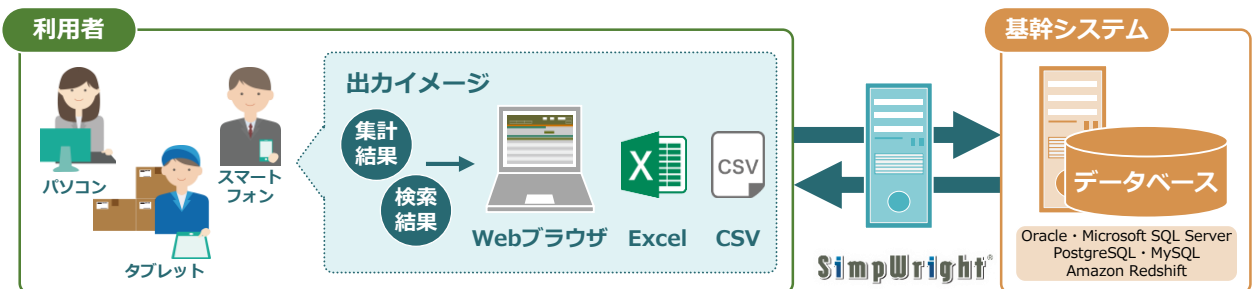 利用者
パソコン
タブレット
スマート
フォン
出力イメージ
集計
結果
検索
結果
Webブラウザ
X
Excel
CSV
CSV
SimpWright®
基幹システム
データベース
Oracle・Microsoft SQL Server
PostgreSQL・MySQL
Amazon Redshift